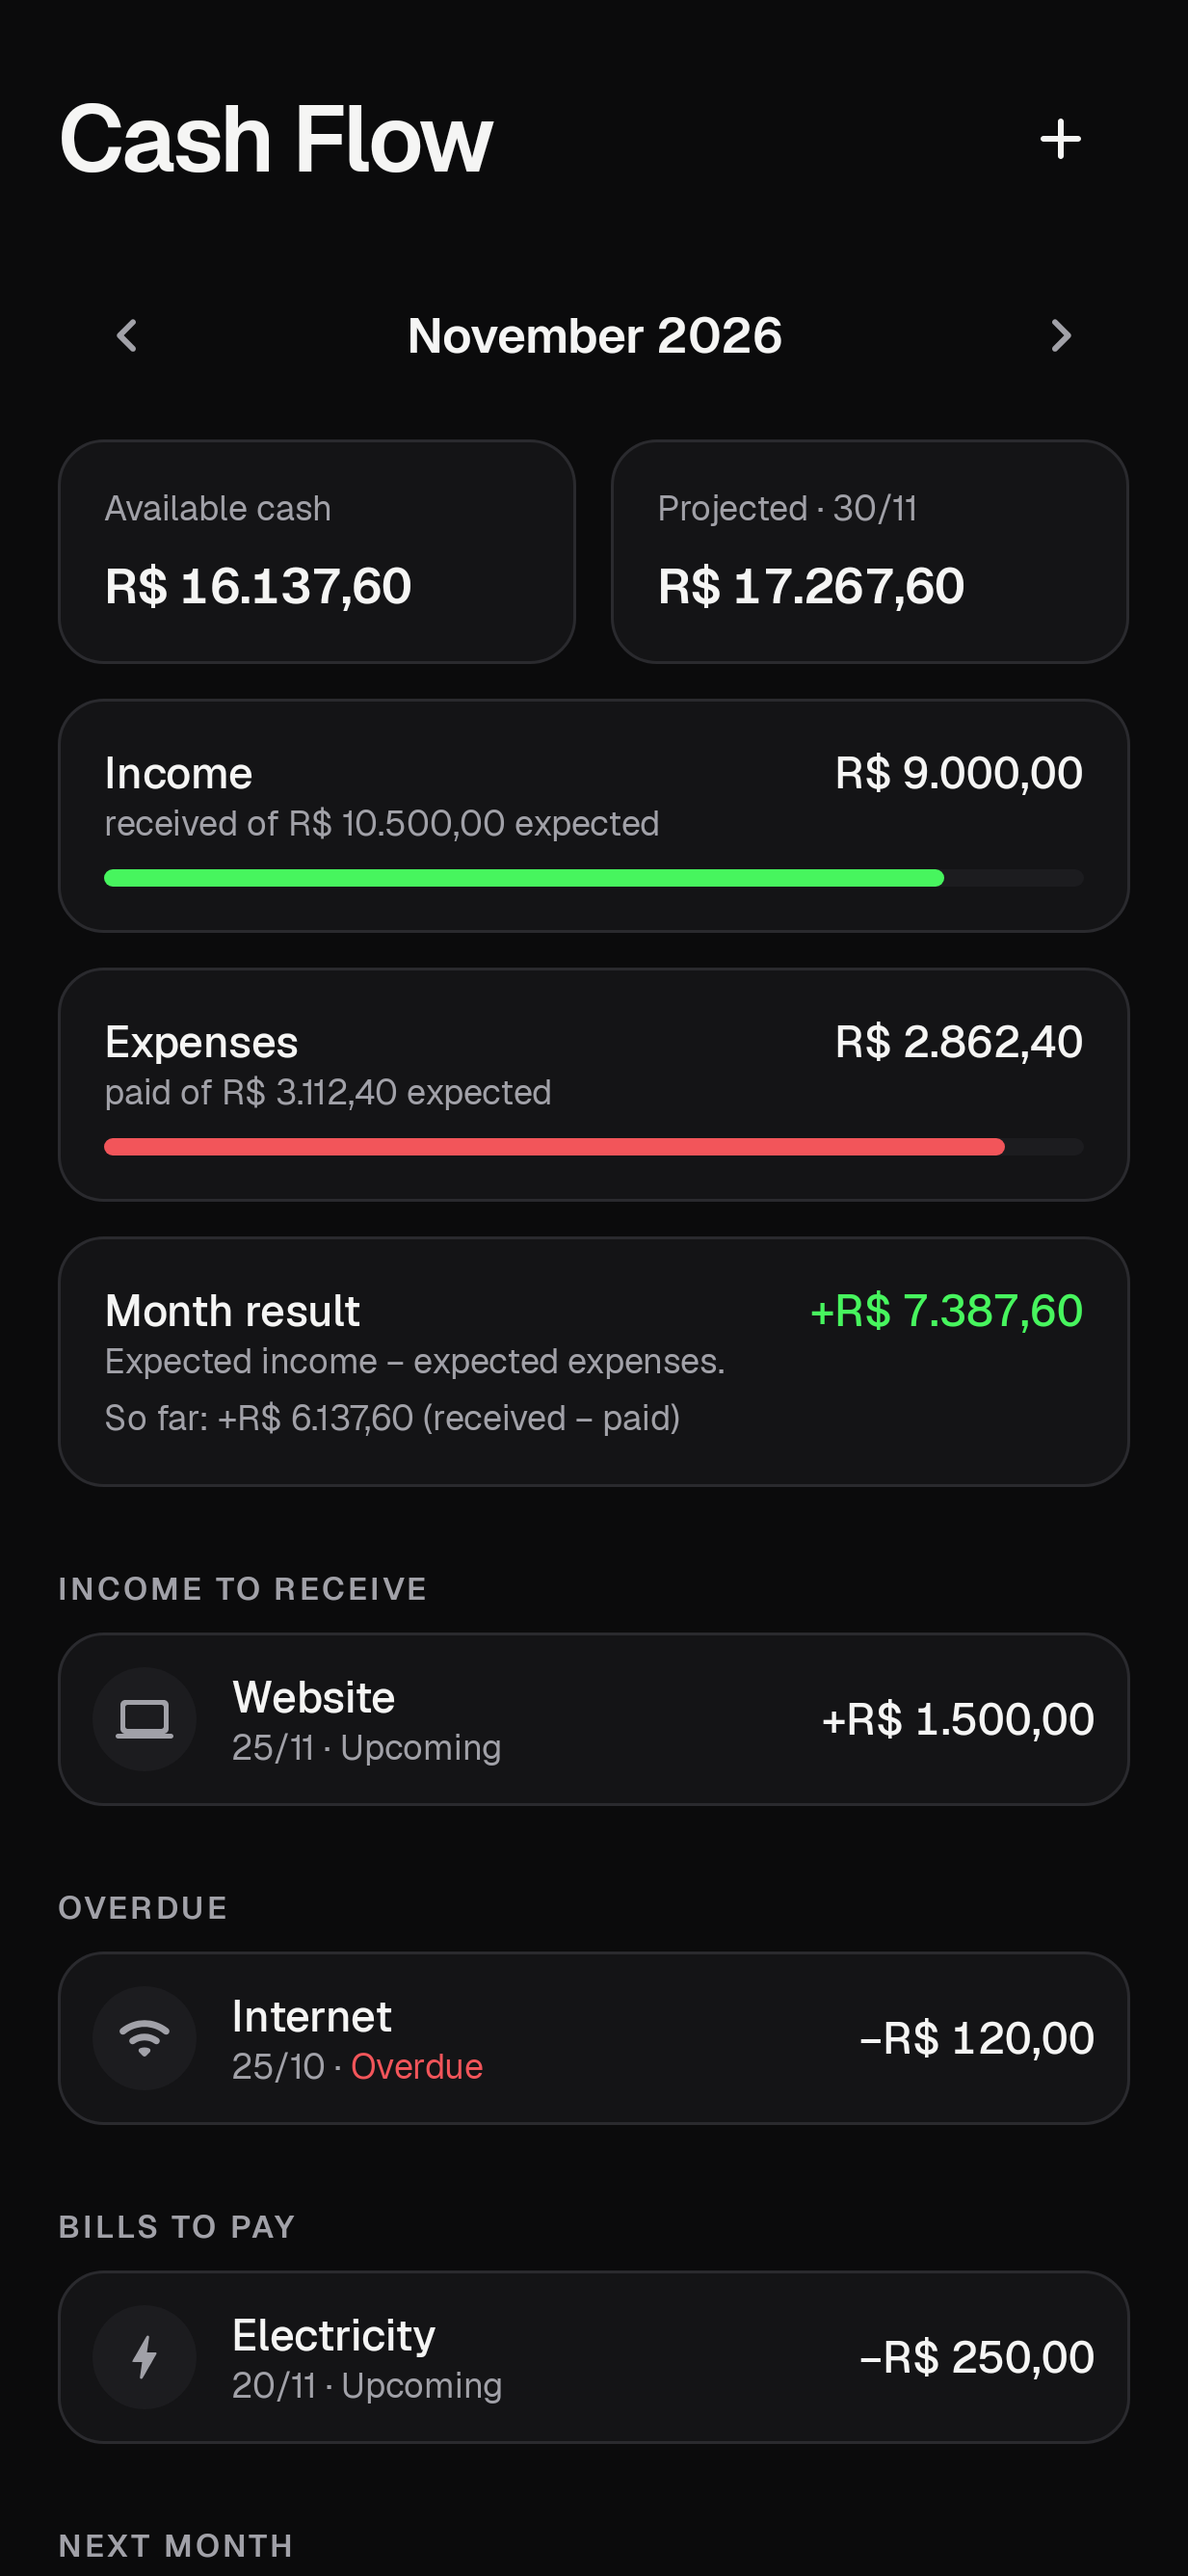 Cash Flow
November 2026
Available cash
R$ 16.137,60
Projected · 30/11
R$ 17.267,60
Income
R$ 9.000,00
received of R$ 10.500,00 expected
Expenses
R$ 2.862,40
paid of R$ 3.112,40 expected
Month result
+R$ 7.387,60
Expected income – expected expenses.
So far: +R$ 6.137,60 (received – paid)
INCOME TO RECEIVE
Website
25/11 · Upcoming
+R$ 1.500,00
OVERDUE
Internet
25/10 · Overdue
–R$ 120,00
BILLS TO PAY
Electricity
20/11 · Upcoming
–R$ 250,00
NEXT MONTH